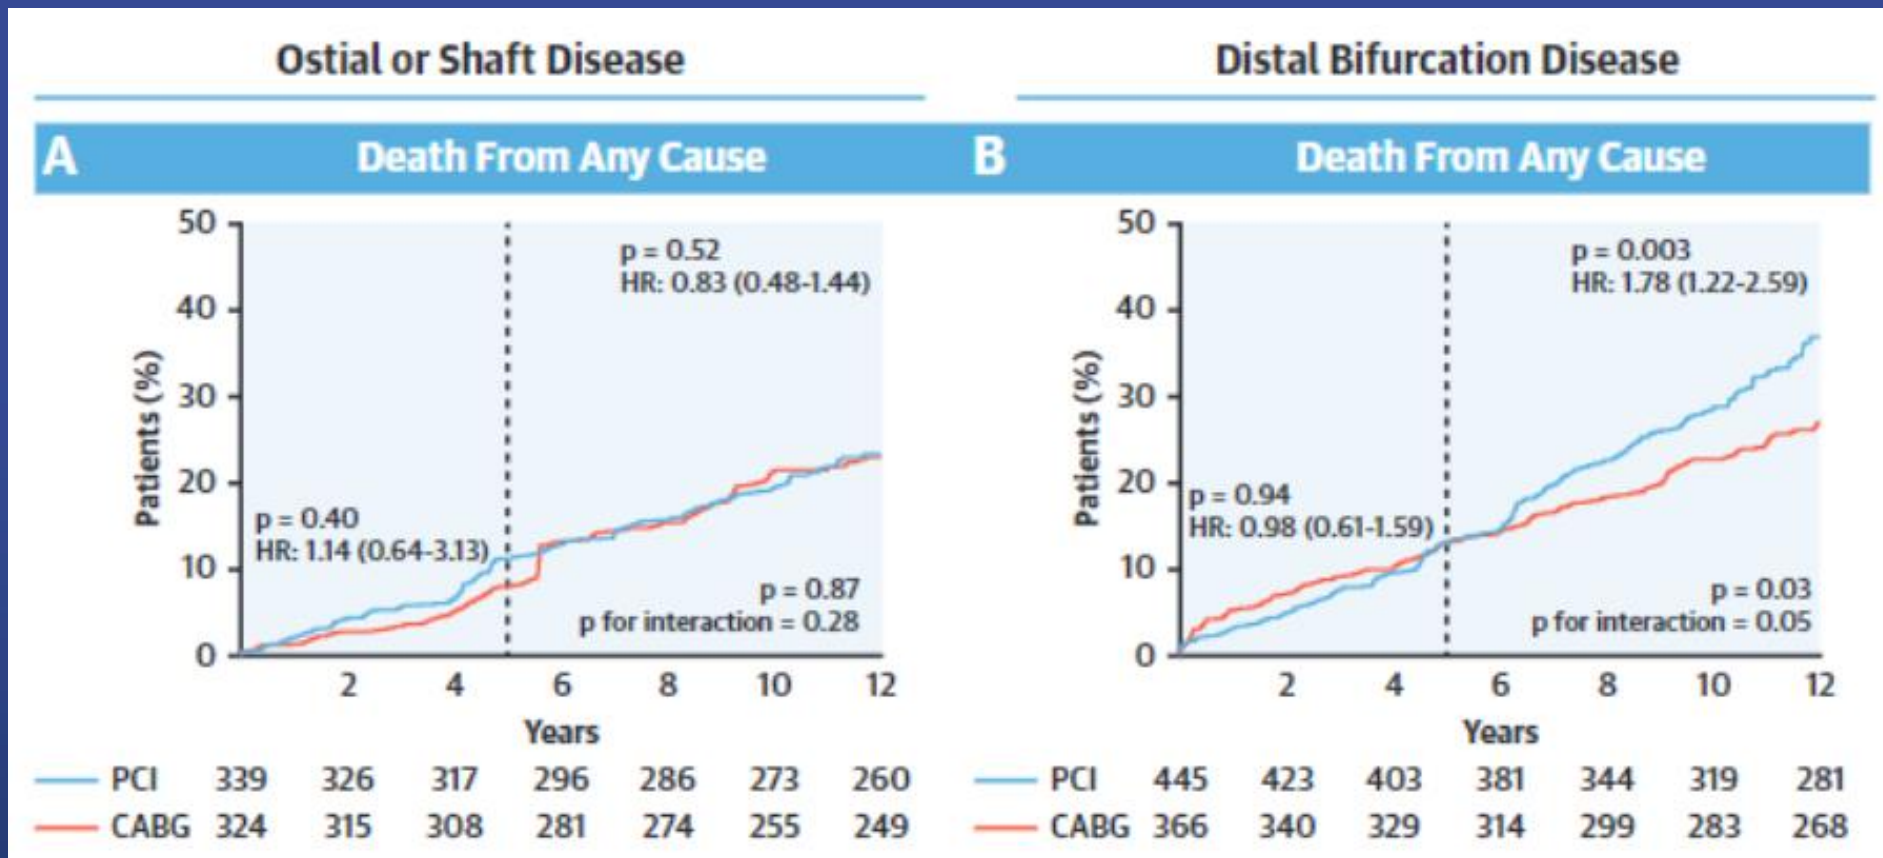 Ostial or Shaft Disease
A Death From Any Cause
50
40
30
20
10
0
Patients (%)
p = 0.52
HR: 0.83 (0.48-1.44)
p = 0.40
HR: 1.14 (0.64-3.13)
p = 0.87
p for interaction = 0.28
2 4 6 8 10 12
Years
PCI 339 326 317 296 286 273 260
CABG 324 315 308 281 274 255 249
Distal Bifurcation Disease
B Death From Any Cause
50
40
30
20
10
0
Patients (%)
p = 0.003
HR: 1.78 (1.22-2.59)
p = 0.94
HR: 0.98 (0.61-1.59)
p = 0.03
p for interaction = 0.05
2 4 6 8 10 12
Years
PCI 445 423 403 381 344 319 281
CABG 366 340 329 314 299 283 268